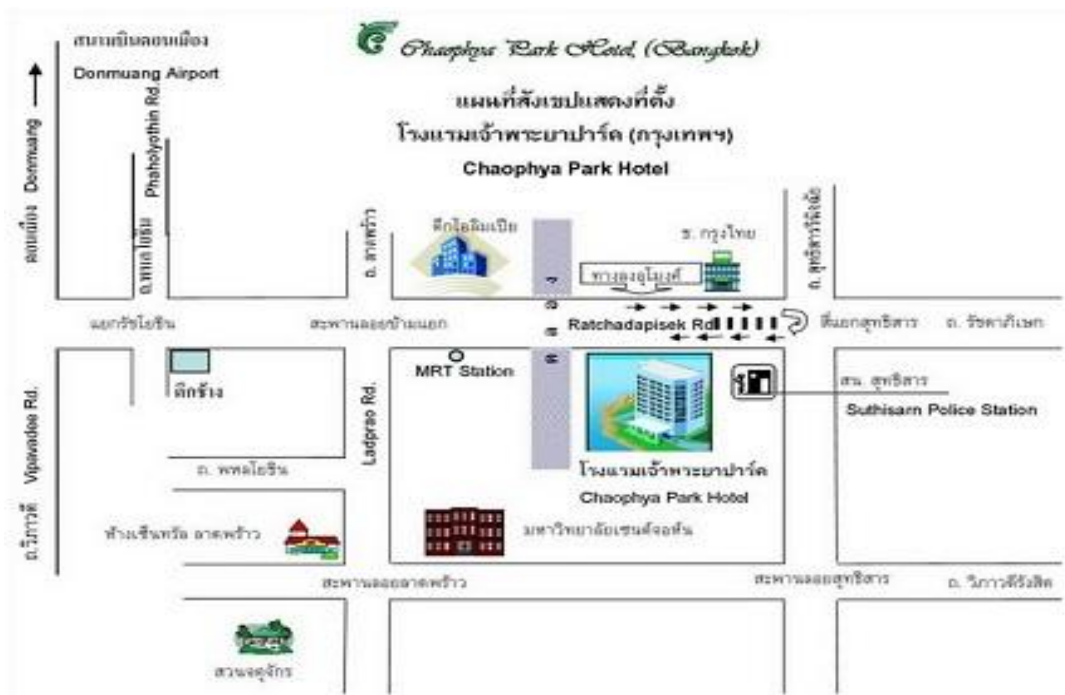 สนามบินดอนเมือง
Donmuang Airport
Chaophya Park Hotel, (Bangkok)
แผนที่สังเขปแสดงที่ตั้ง
โรงแรมเจ้าพระยาปาร์ค (กรุงเทพฯ)
Chaophya Park Hotel
ดอนเมือง Donmuang
ถ.พหลโยธิน Phaholyothin Rd.
ถ. ลาดพร้าว
ตึกโอลิมเปีย
ธ. กรุงไทย
ถ. สุทธิสารวินิจฉัย
ทางลงอุโมงค์
แยกรัชโยธิน
สะพานลอยข้ามแยก
Ratchadapisek Rd
สี่แยกสุทธิสาร
ถ. รัชดาภิเษก
MRT Station
ตึกช้าง
สน. สุทธิสาร
Suthisarn Police Station
ถ.วิภาวดี Vipavadee Rd.
Ladprao Rd.
ถ. พหลโยธิน
โรงแรมเจ้าพระยาปาร์ค
Chaophya Park Hotel
ห้างเซ็นทรัล ลาดพร้าว
มหาวิทยาลัยเซนต์จอห์น
สะพานลอยลาดพร้าว
สะพานลอยสุทธิสาร
ถ. วิภาวดีรังสิต
สวนจตุจักร